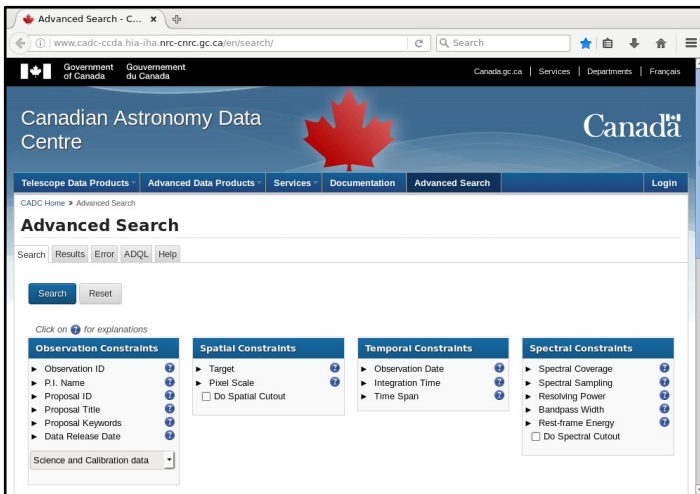 Advanced Search - C...
www.cadc-ccda.hia-iha.nrc-cnrc.gc.ca/en/search/
Search
Government of Canada
Gouvernement du Canada
Canada.gc.ca | Services | Departments | Français
Canadian Astronomy Data Centre
Canada
Telescope Data Products
Advanced Data Products
Services
Documentation
Advanced Search
Login
CADC Home > Advanced Search
Advanced Search
Search
Results
Error
ADQL
Help
Search
Reset
Click on ? for explanations
Observation Constraints
Observation ID ?
P.I. Name ?
Proposal ID ?
Proposal Title ?
Proposal Keywords ?
Data Release Date ?
Science and Calibration data
Spatial Constraints
Target ?
Pixel Scale ?
Do Spatial Cutout
Temporal Constraints
Observation Date ?
Integration Time ?
Time Span ?
Spectral Constraints
Spectral Coverage ?
Spectral Sampling ?
Resolving Power ?
Bandpass Width ?
Rest-frame Energy ?
Do Spectral Cutout